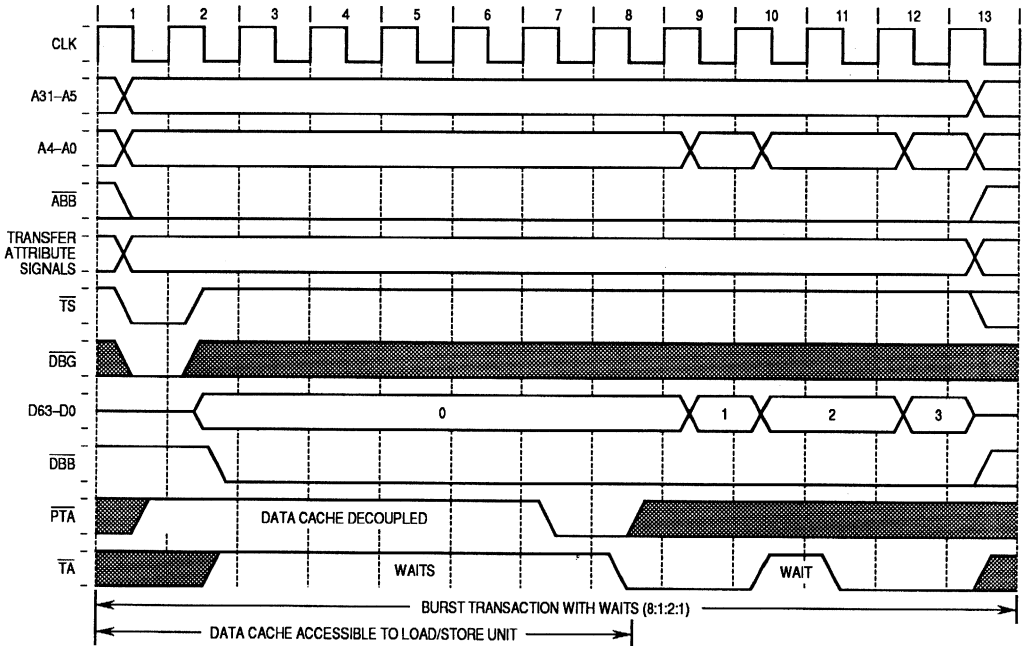 1 2 3 4 5 6 7 8 9 10 11 12 13
CLK
A31–A5
A4–A0
ABB
TRANSFER
ATTRIBUTE
SIGNALS
TS
DBG
D63–D0 0 1 2 3
DBB
PTA DATA CACHE DECOUPLED
TA WAITS WAIT
BURST TRANSACTION WITH WAITS (8:1:2:1)
DATA CACHE ACCESSIBLE TO LOAD/STORE UNIT